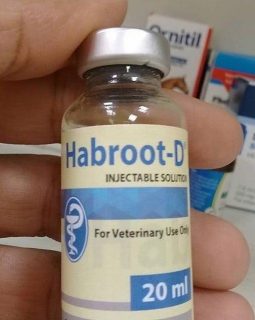 Ornitil
Habroot-D®
INJECTABLE SOLUTION
For Veterinary Use Only
20 ml